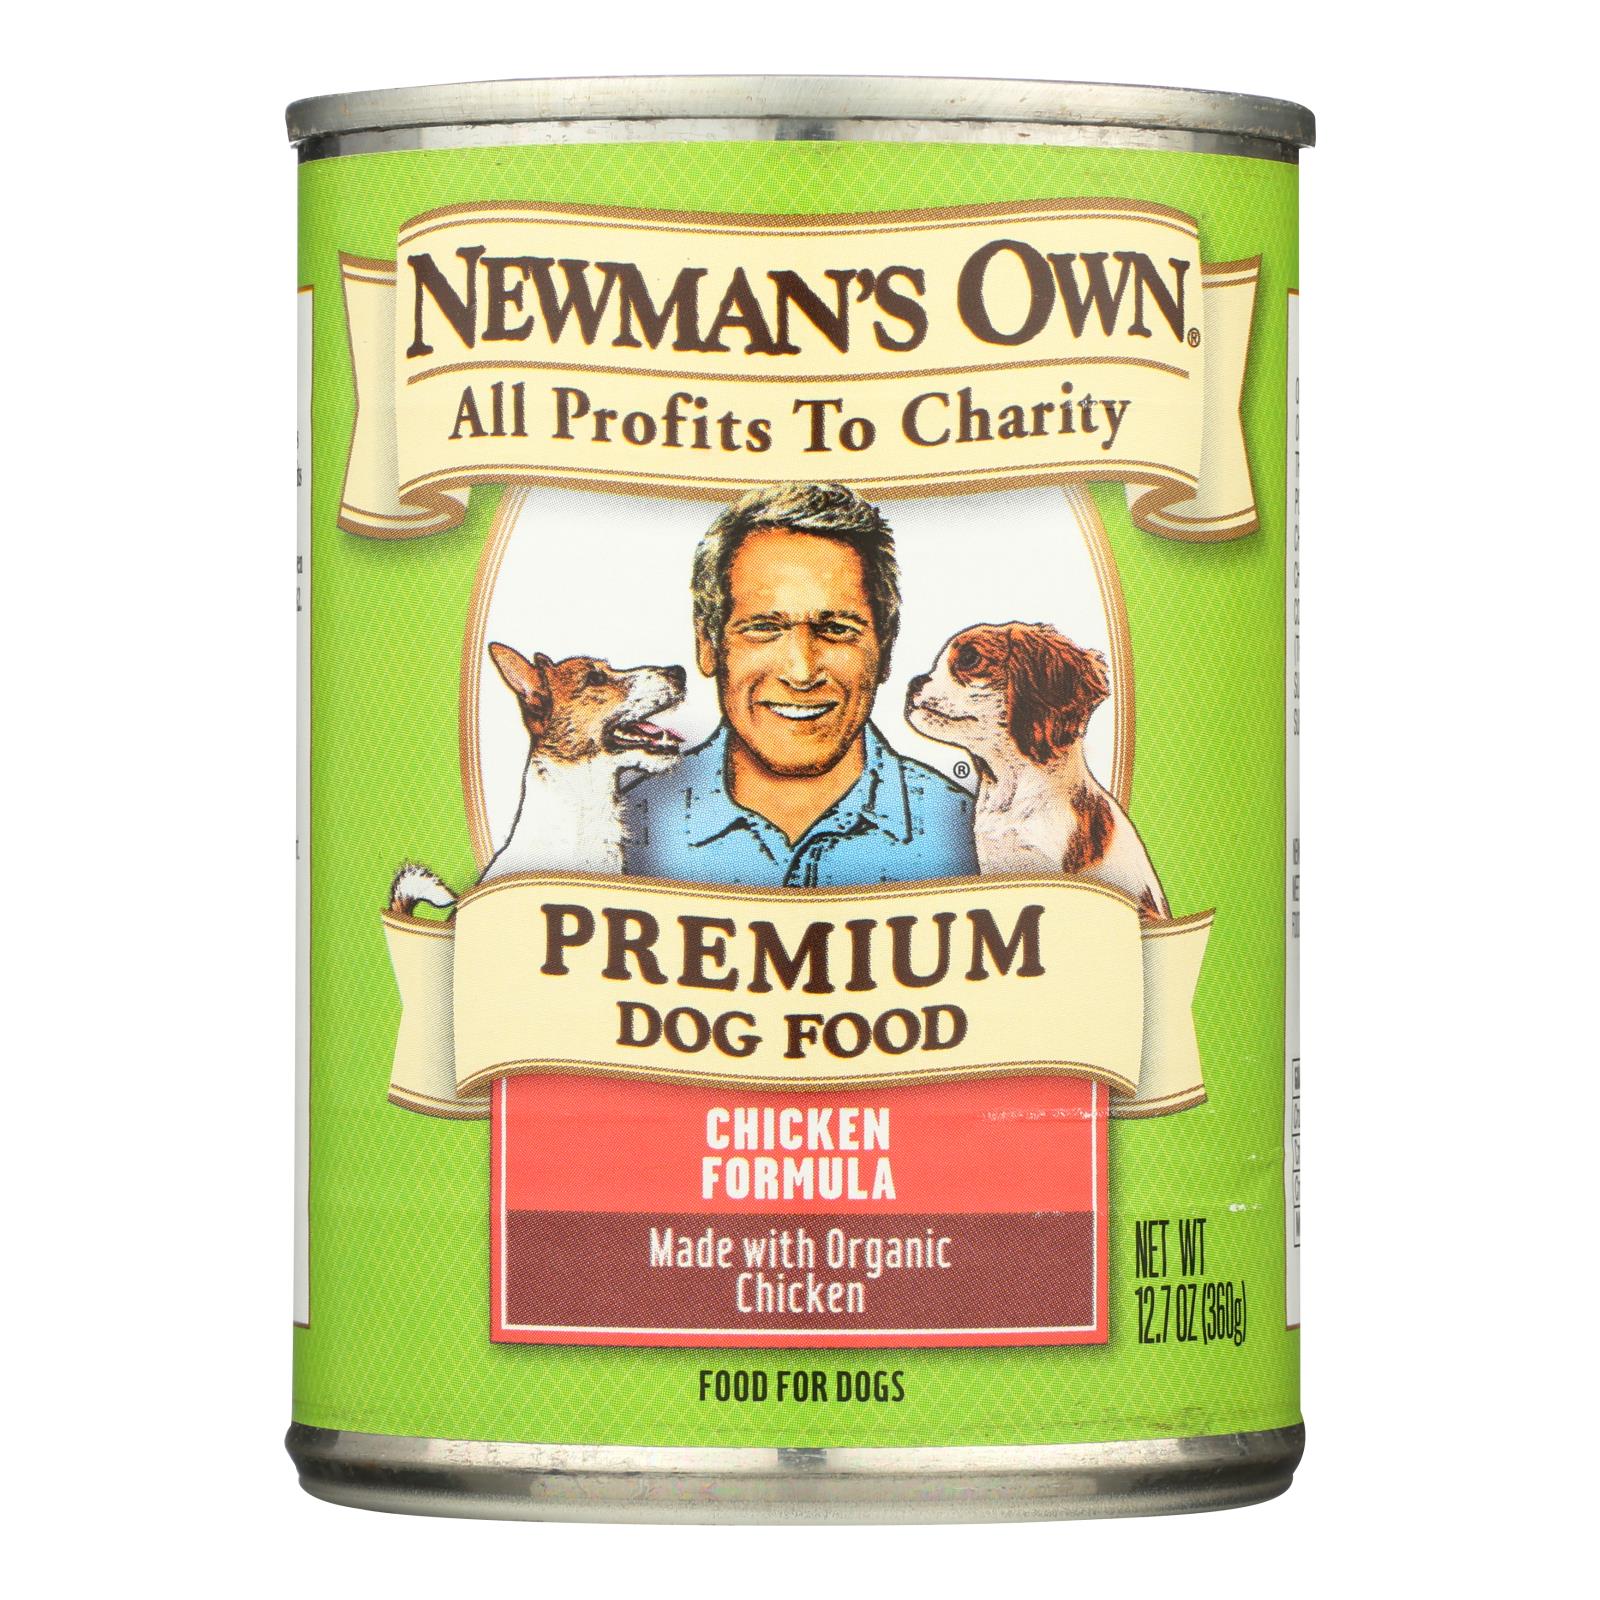 NEWMAN'S OWN®
All Profits To Charity
®
PREMIUM
DOG FOOD
CHICKEN
FORMULA
Made with Organic
Chicken
NET WT
12.7 OZ (360g)
FOOD FOR DOGS